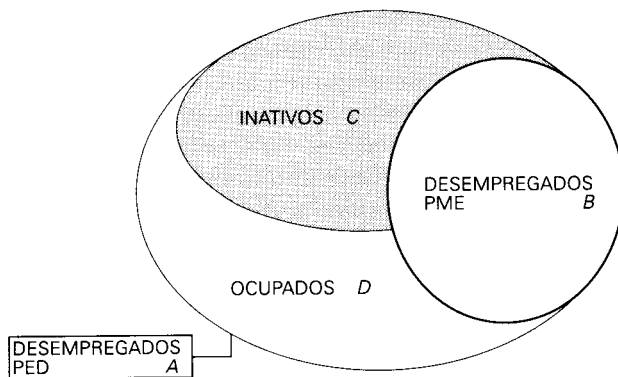 INATIVOS C
DESEMPREGADOS
PME B
OCUPADOS D
DESEMPREGADOS
PED A